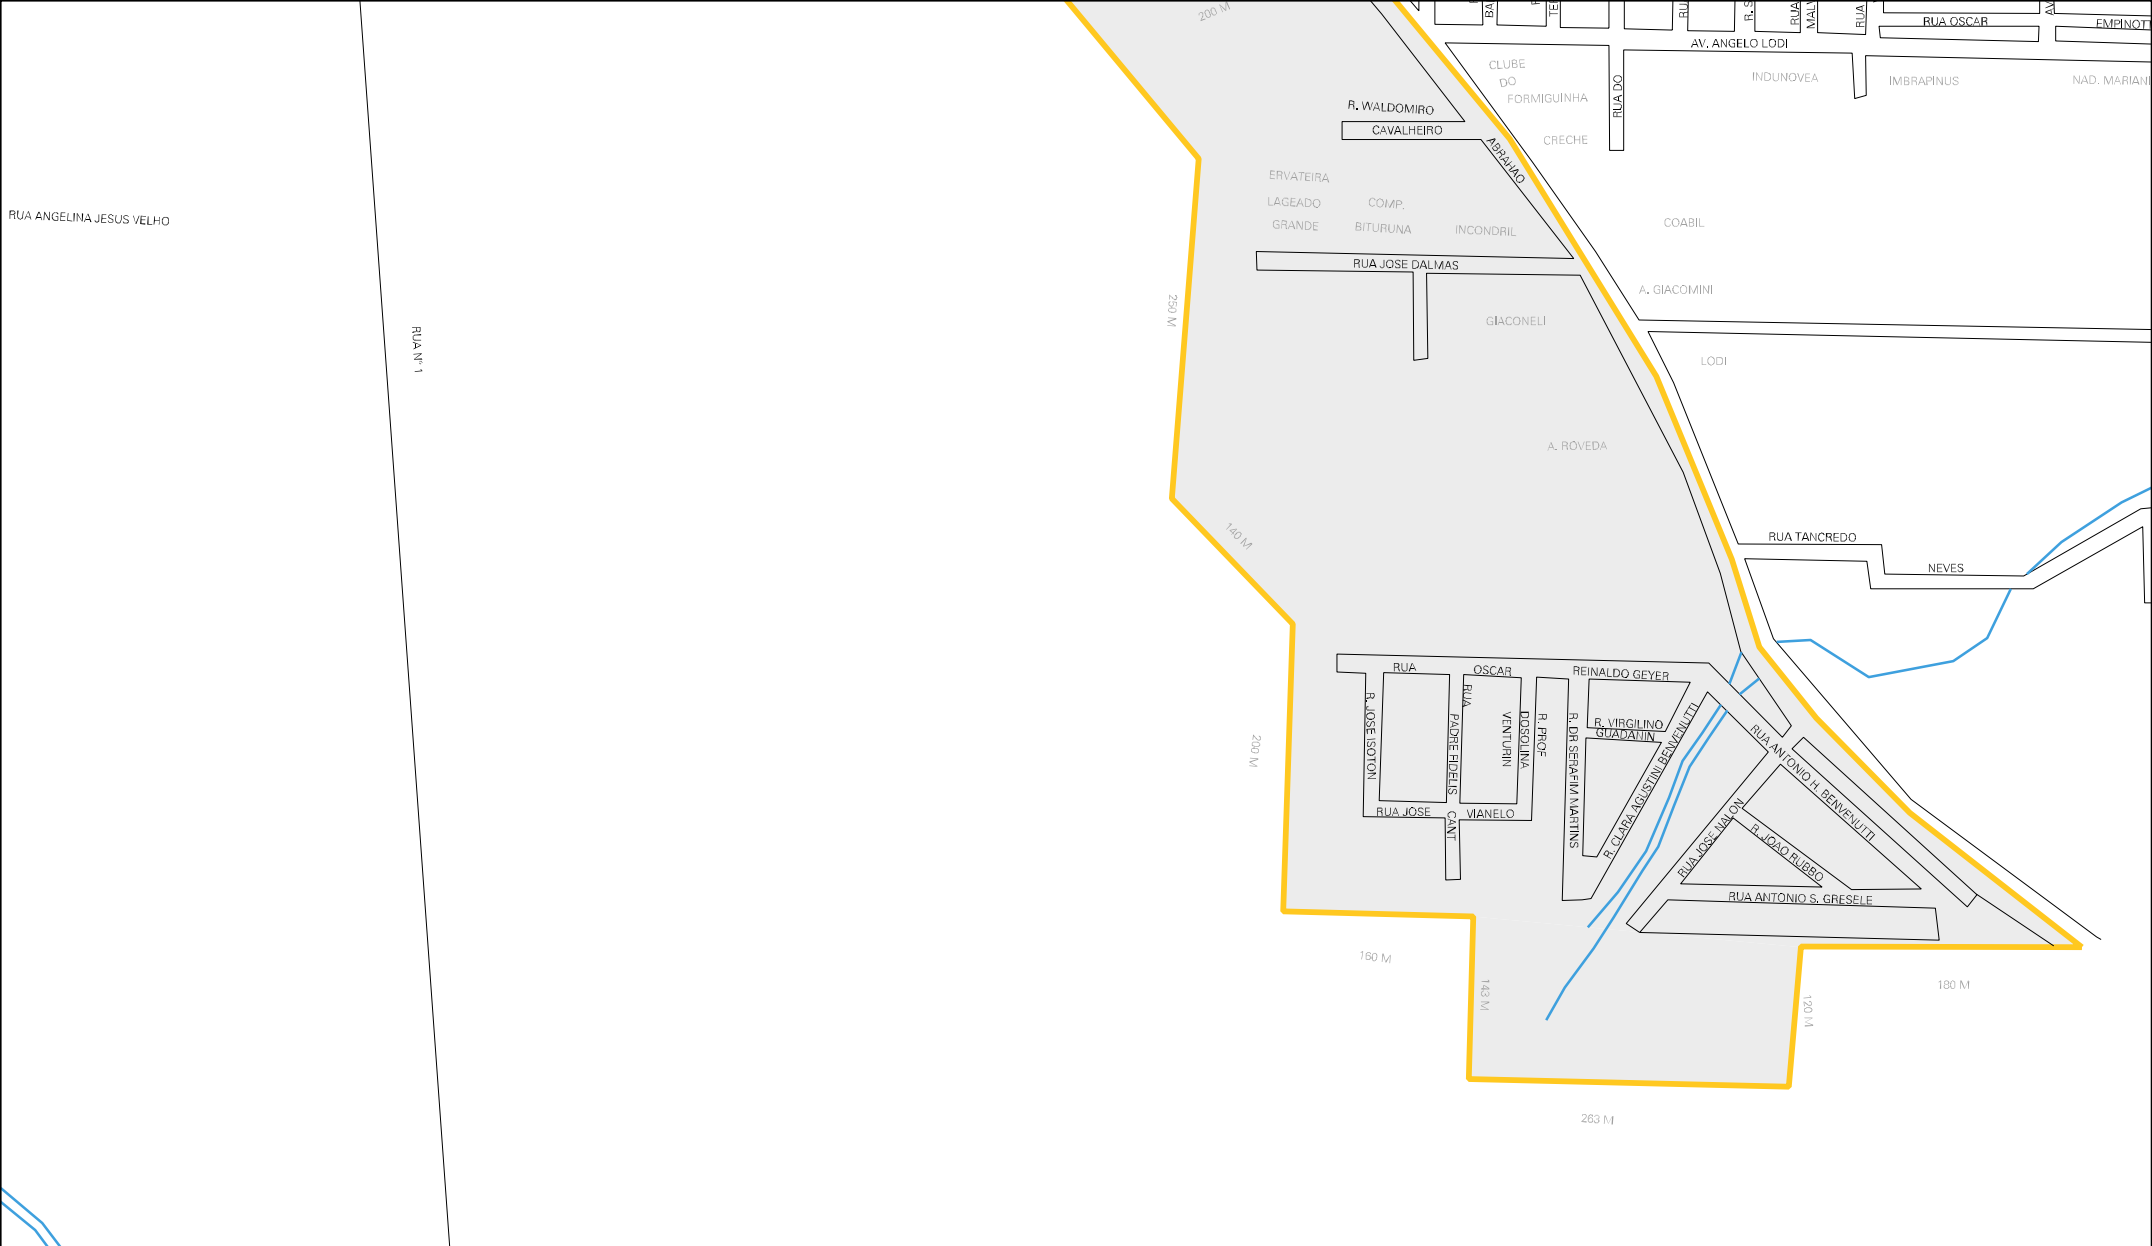 200 M
RUA OSCAR
EMPINOTT
AV. ANGELO LODI
CLUBE
DO
FORMIGUINHA
RUA DO
INDUNOVEA
IMBRAPINUS
NAD. MARIANI
R. WALDOMIRO
CAVALHEIRO
ABRAHAO
CRECHE
ERVATEIRA
LAGEADO
GRANDE
COMP.
BITURUNA
INCONDRIL
COABIL
RUA ANGELINA JESUS VELHO
RUA JOSE DALMAS
A. GIACOMINI
250 M
GIACONELI
RUA Nº 1
LODI
A. ROVEDA
140 M
RUA TANCREDO
NEVES
RUA
OSCAR
REINALDO GEYER
R. JOSE ISOTON
RUA
PADRE FIDELIS
CANT
VENTURIN
DOSOLINA
R. PROF
R. DR SERAFIM MARTINS
R. VIRGILINO
GUADANIN
R. CLARA AGUSTINI BENVENUTTI
RUA ANTONIO H. BENVENUTTI
200 M
RUA JOSE
VIANELO
RUA JOSE NALON
R. JOAO RUBBO
RUA ANTONIO S. GRESELE
160 M
143 M
120 M
180 M
263 M